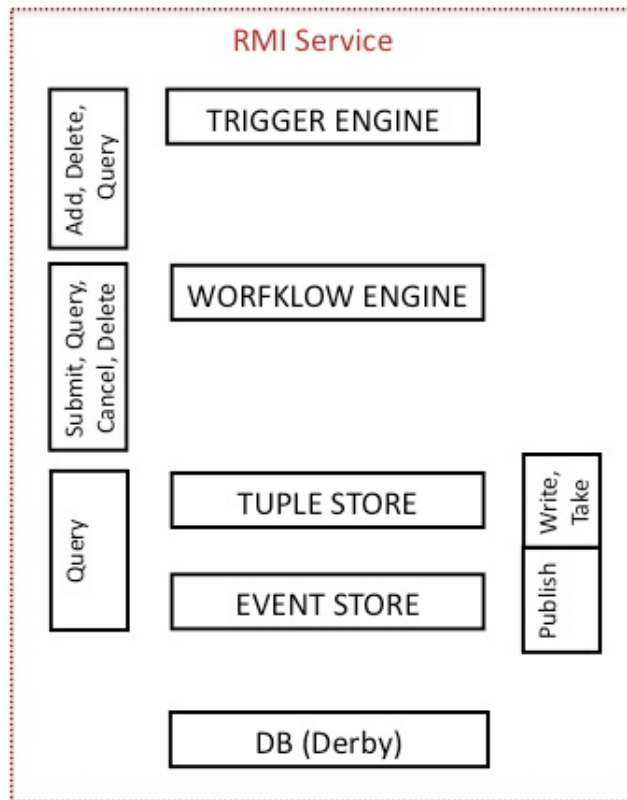 RMI Service
Add, Delete,
Query
TRIGGER ENGINE
Submit, Query,
Cancel, Delete
WORFKLOW ENGINE
Query
TUPLE STORE
Write,
Take
EVENT STORE
Publish
DB (Derby)